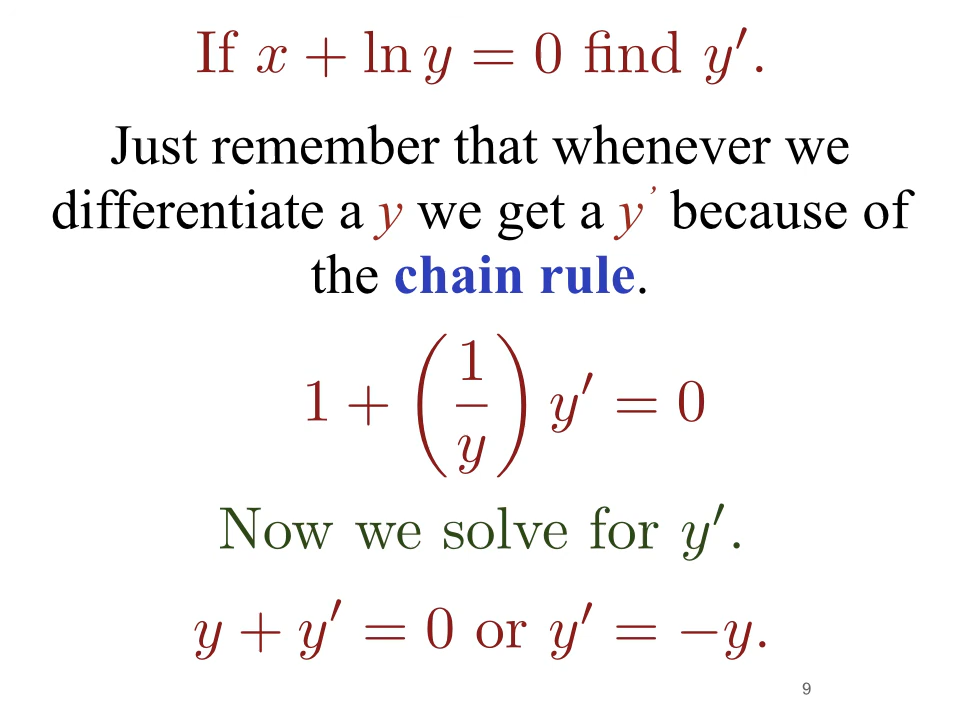 If x + ln y = 0 find y′.
Just remember that whenever we
differentiate a y we get a y’ because of
the chain rule.
1 + (1/y) y′ = 0
Now we solve for y′.
y + y′ = 0 or y′ = −y.
9